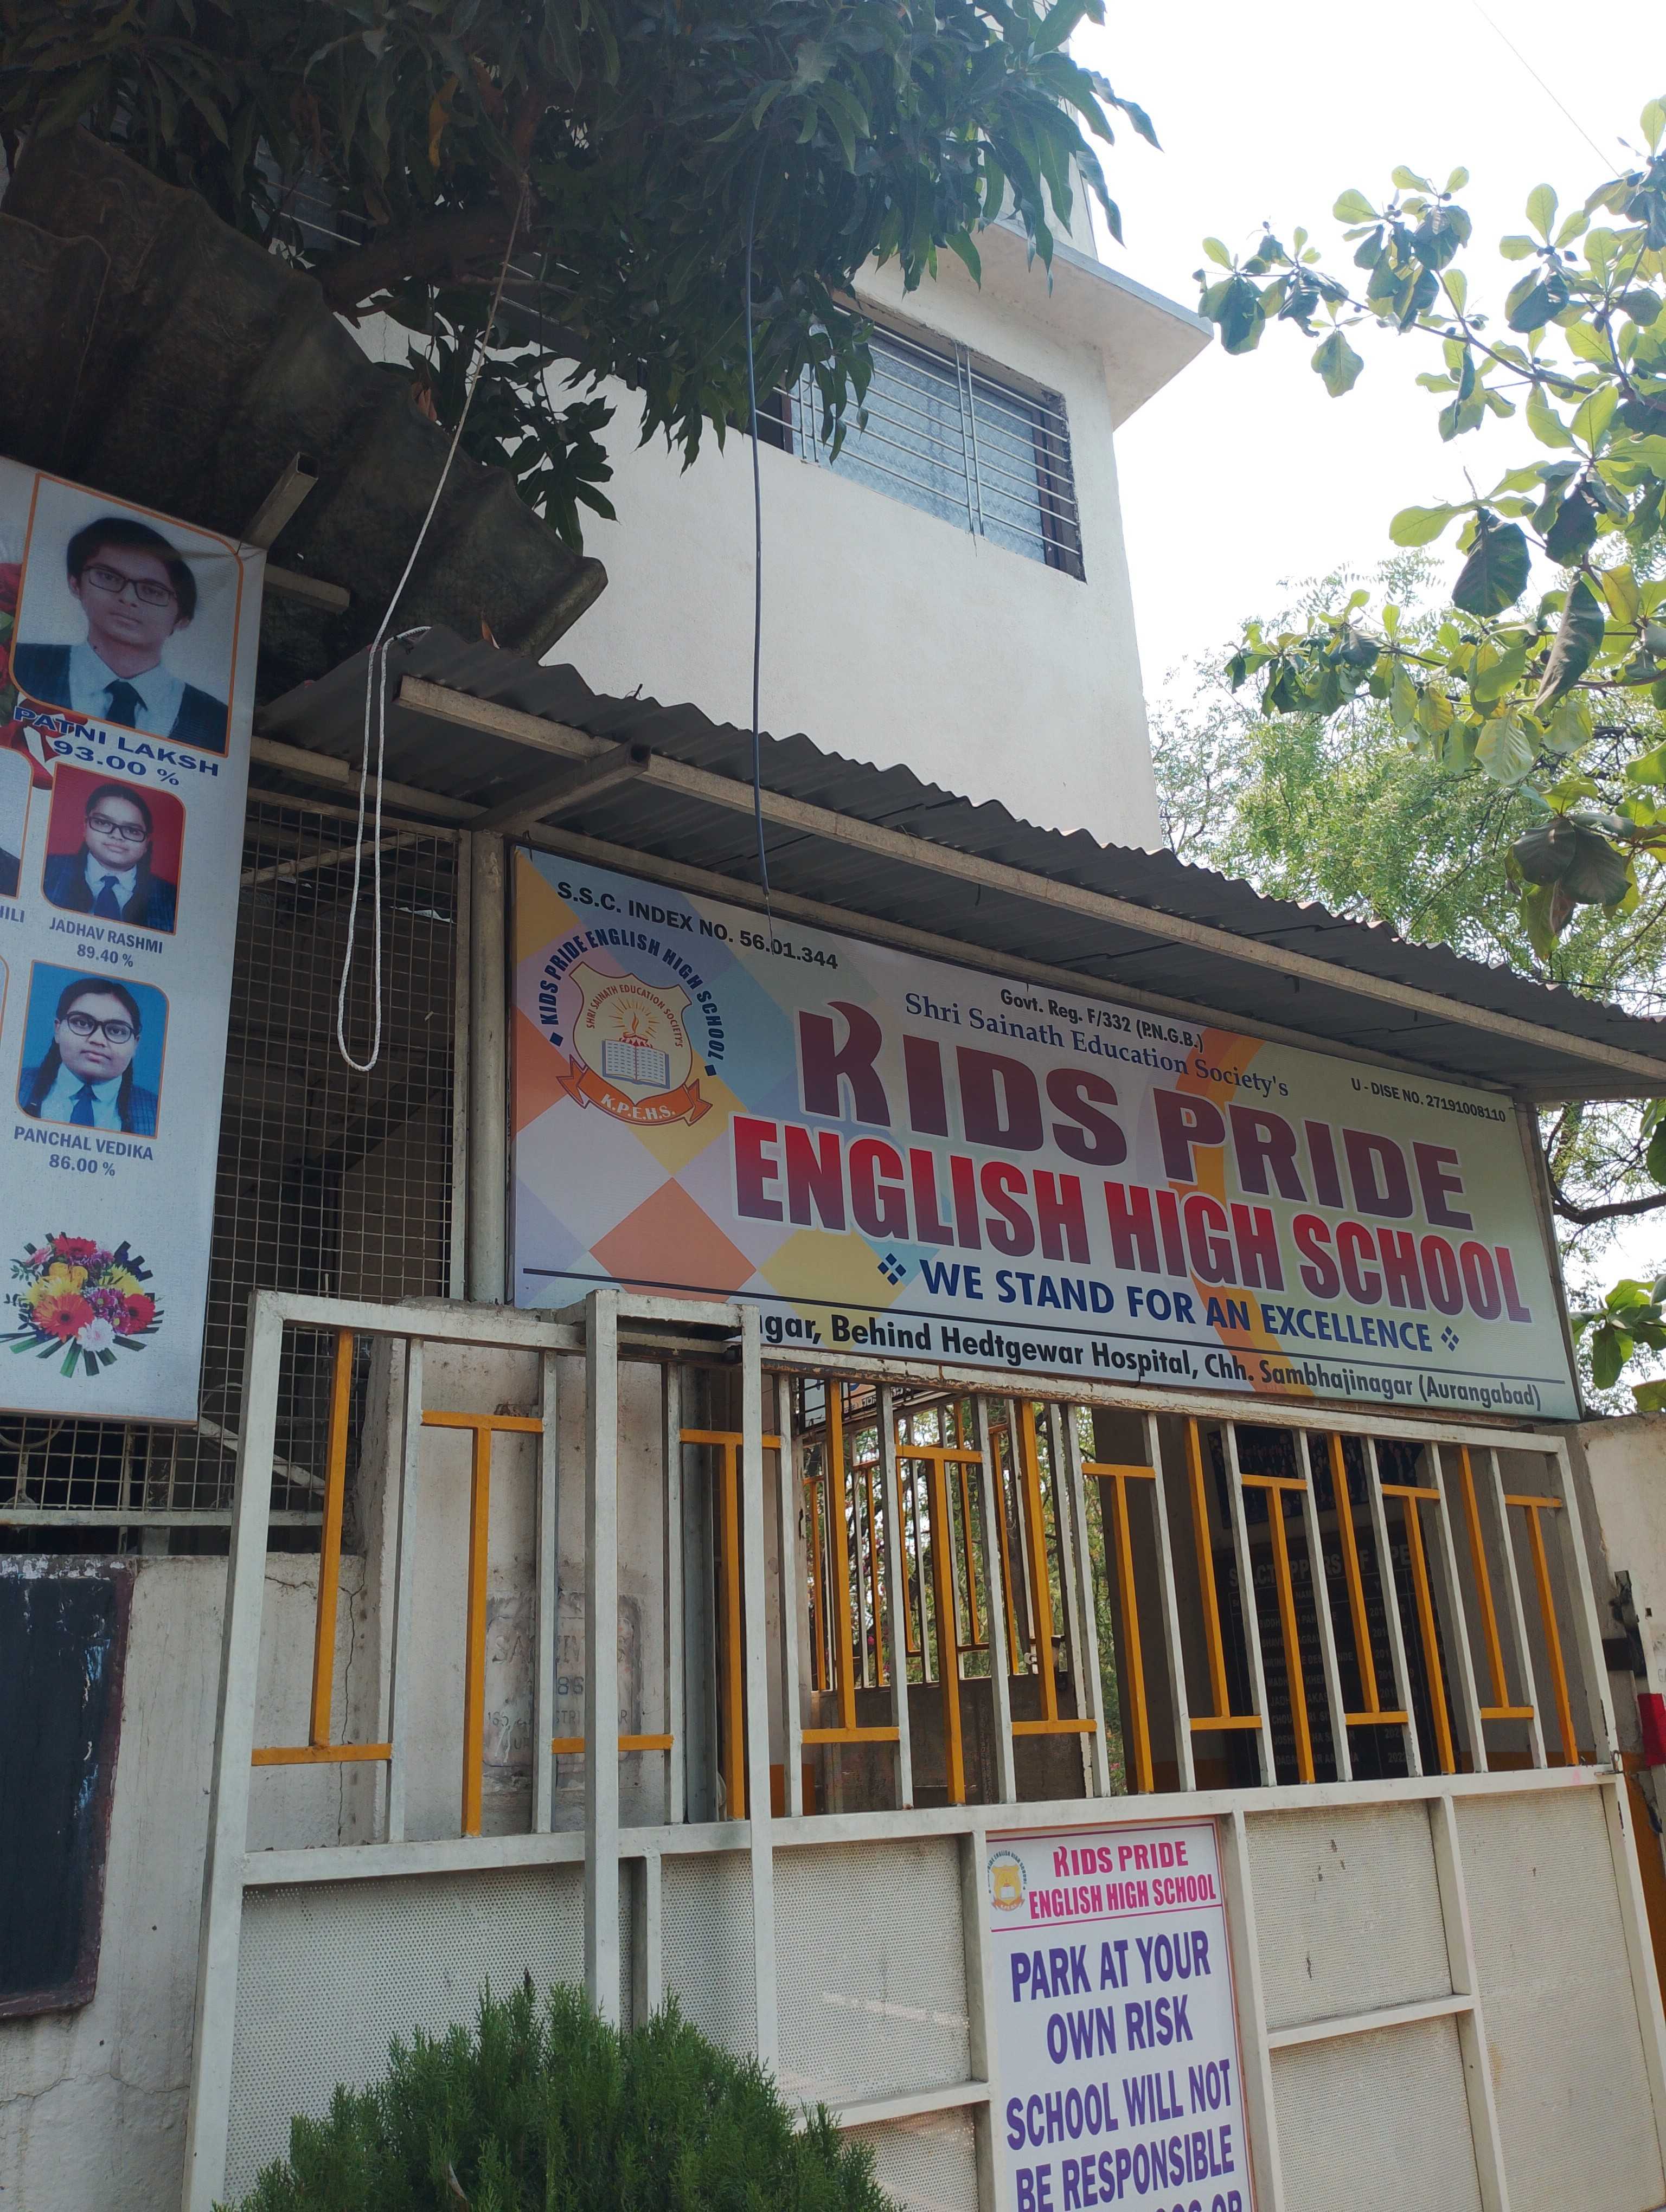 PATNI LAKSH
93.00 %
JADHAV RASHMI
89.40 %
PANCHAL VEDIKA
86.00 %
S.S.C. INDEX NO. 56.01.344
KIDS PRIDE ENGLISH HIGH SCHOOL
SHRI SAINATH EDUCATION SOCIETY'S
K.P.E.H.S.
Govt. Reg. F/332 (P.N.G.B.)
Shri Sainath Education Society's
U - DISE NO. 27191008110
KIDS PRIDE
ENGLISH HIGH SCHOOL
WE STAND FOR AN EXCELLENCE
Behind Hedtgewar Hospital, Chh. Sambhajinagar (Aurangabad)
KIDS PRIDE
ENGLISH HIGH SCHOOL
PARK AT YOUR
OWN RISK
SCHOOL WILL NOT
BE RESPONSIBLE